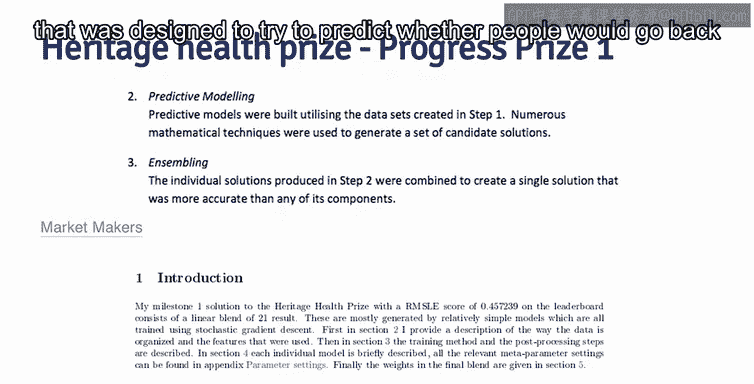 that was designed to try to predict whether people would go back
Heritage health prize - Progress Prize 1
2. Predictive Modelling
Predictive models were built utilising the data sets created in Step 1. Numerous
mathematical techniques were used to generate a set of candidate solutions.
3. Ensembling
The individual solutions produced in Step 2 were combined to create a single solution that
was more accurate than any of its components.
Market Makers
1 Introduction
My milestone 1 solution to the Heritage Health Prize with a RMSLE score of 0.457239 on the leaderboard
consists of a linear blend of 21 result. These are mostly generated by relatively simple models which are all
trained using stochastic gradient descent. First in section 2 I provide a description of the way the data is
organized and the features that were used. Then in section 3 the training method and the post-processing steps
are described. In section 4 each individual model is briefly described, all the relevant meta-parameter settings
can be found in appendix Parameter settings. Finally the weights in the final blend are given in section 5.